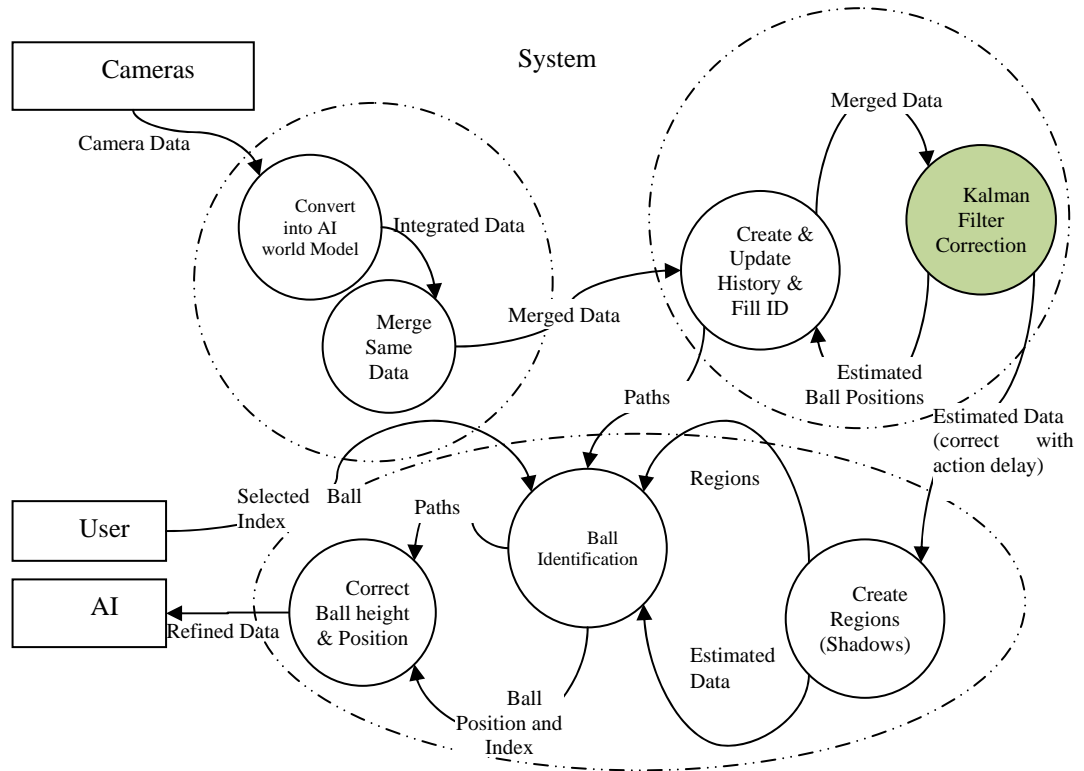 Cameras
System
Camera Data
Merged Data
Convert
into AI
world Model
Integrated Data
Kalman
Filter
Correction
Create &
Update
History &
Fill ID
Merge
Same
Data
Merged Data
Estimated
Ball Positions
Paths
Estimated Data
(correct with
action delay)
Selected Ball
Index
User
Paths
Regions
Ball
Identification
AI
Refined Data
Correct
Ball height
& Position
Create
Regions
(Shadows)
Estimated
Data
Ball
Position and
Index